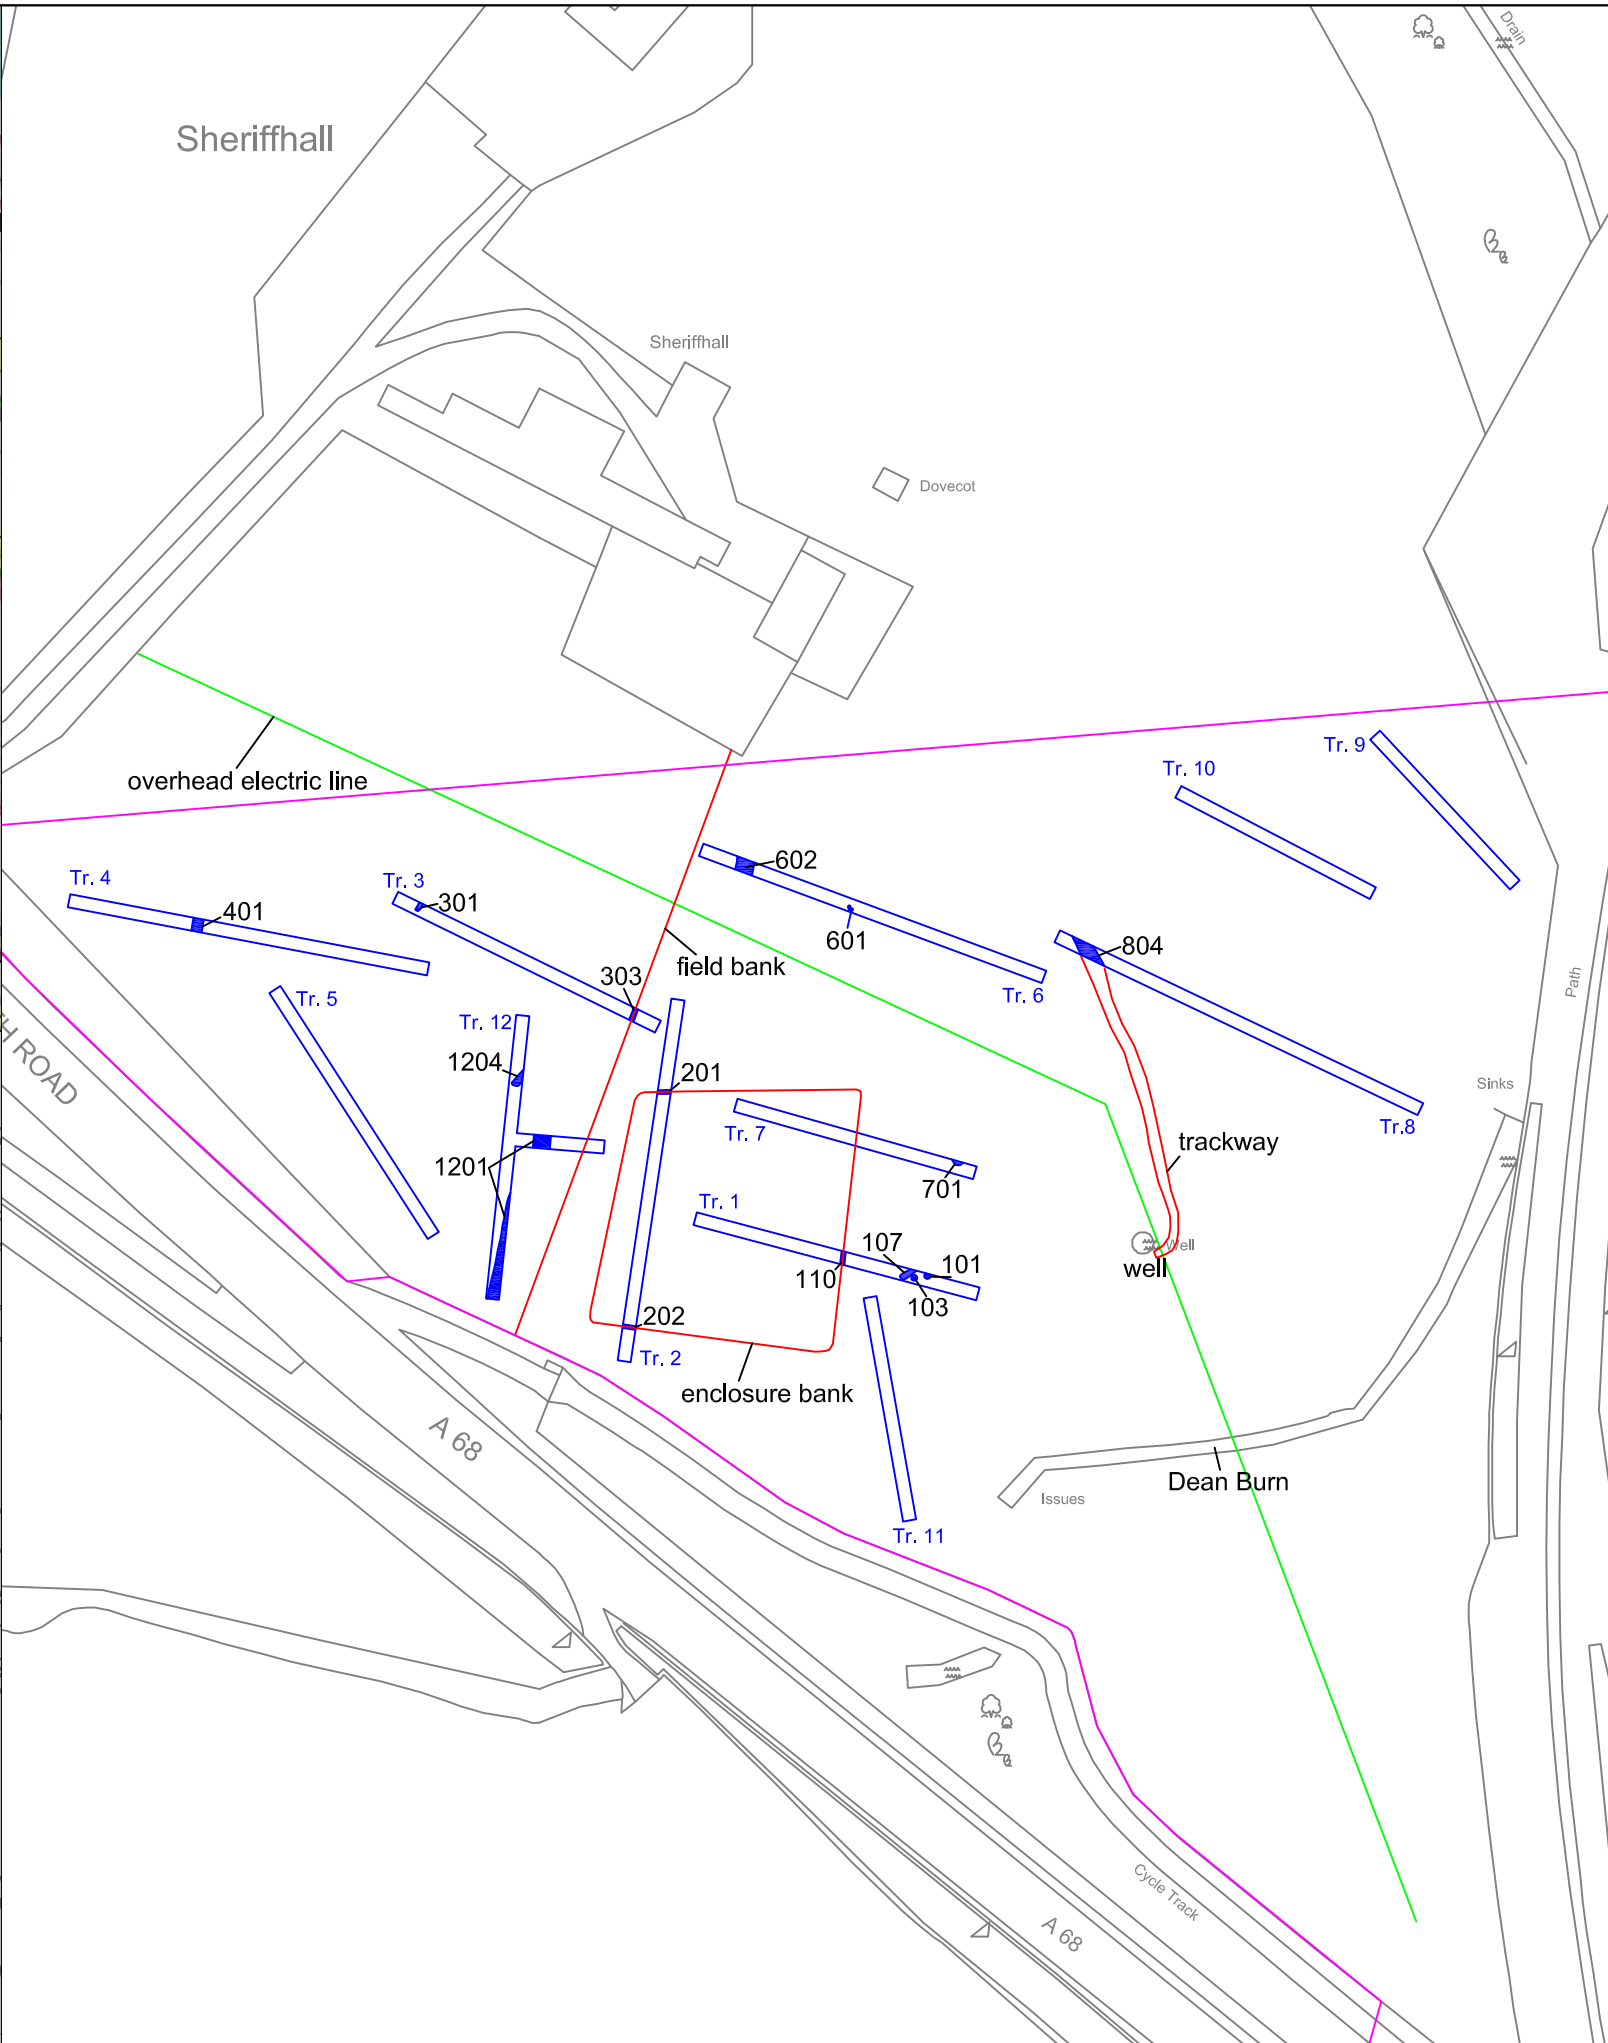 Drain
Sheriffhall
Sheriffhall
Dovecot
overhead electric line
Tr. 9
Tr. 10
602
Tr. 4
Tr. 3
301
401
601
804
field bank
303
Tr. 6
Path
Tr. 5
Tr. 12
1204
201
Sinks
TH ROAD
Tr. 7
Tr.8
trackway
1201
701
Tr. 1
107
Well
101
well
110
103
202
Tr. 2
enclosure bank
A 68
Dean Burn
Issues
Tr. 11
Cycle Track
A 68